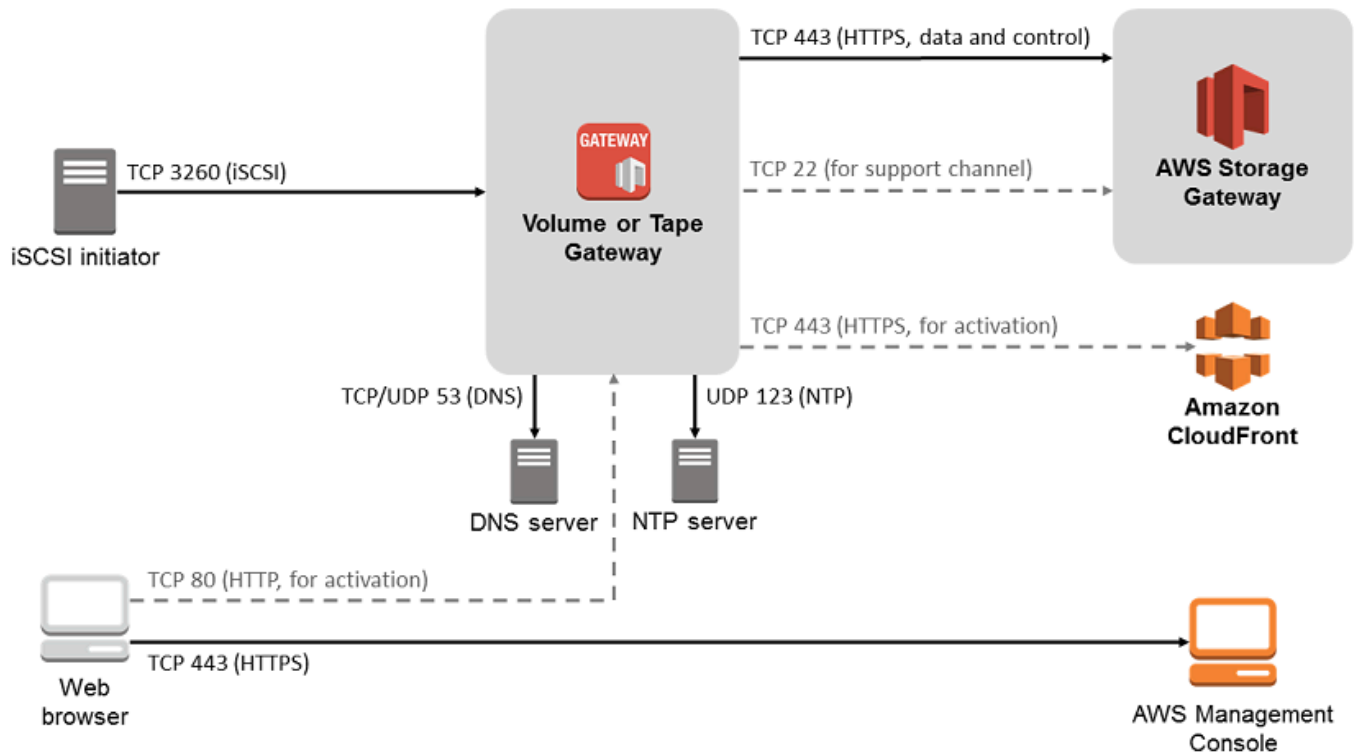 TCP 443 (HTTPS, data and control)
GATEWAY
TCP 3260 (iSCSI)
TCP 22 (for support channel)
AWS Storage
Gateway
Volume or Tape
Gateway
iSCSI initiator
TCP 443 (HTTPS, for activation)
TCP/UDP 53 (DNS)
UDP 123 (NTP)
Amazon
CloudFront
DNS server
NTP server
TCP 80 (HTTP, for activation)
TCP 443 (HTTPS)
Web
browser
AWS Management
Console